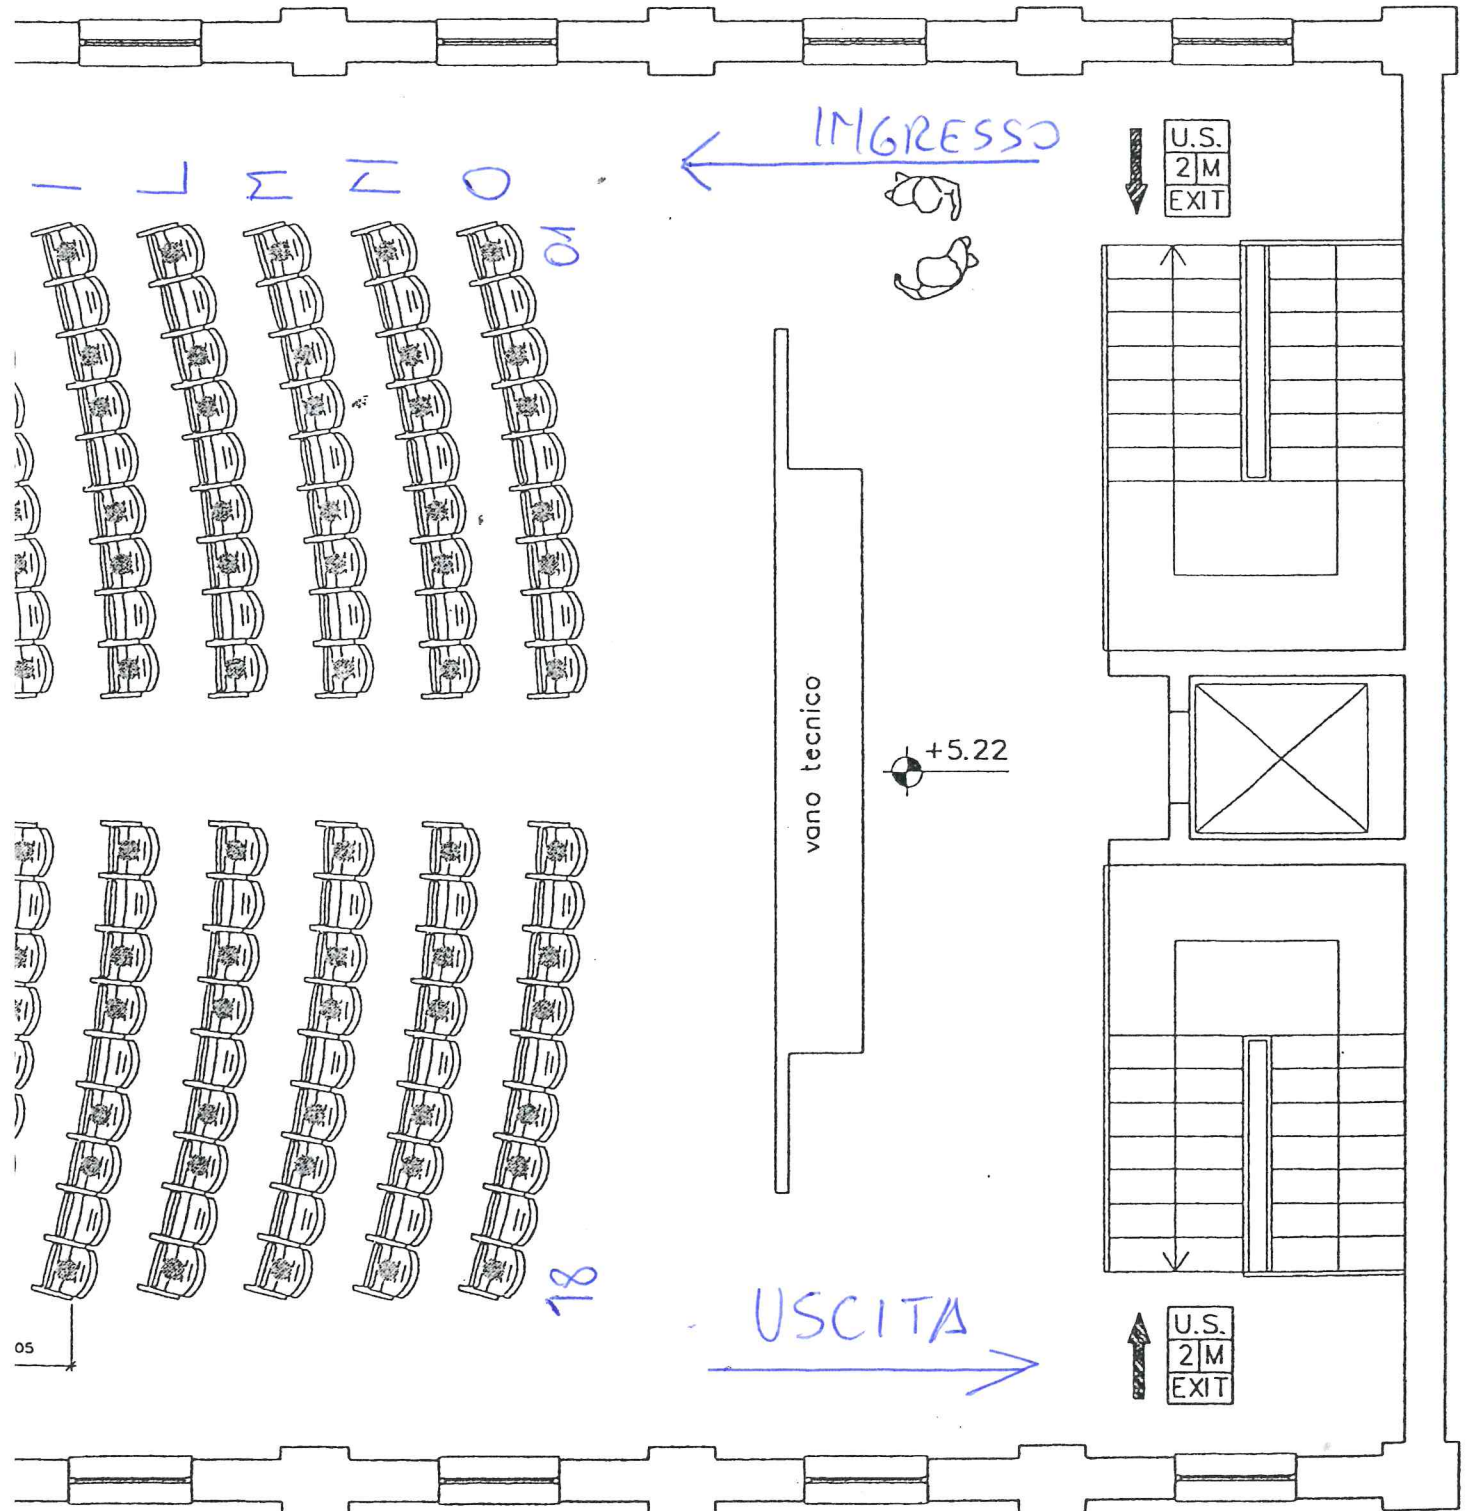 INGRESSO
U.S.
2 M
EXIT
I L M N O
01
vano tecnico
+5.22
18
USCITA
U.S.
2 M
EXIT
05